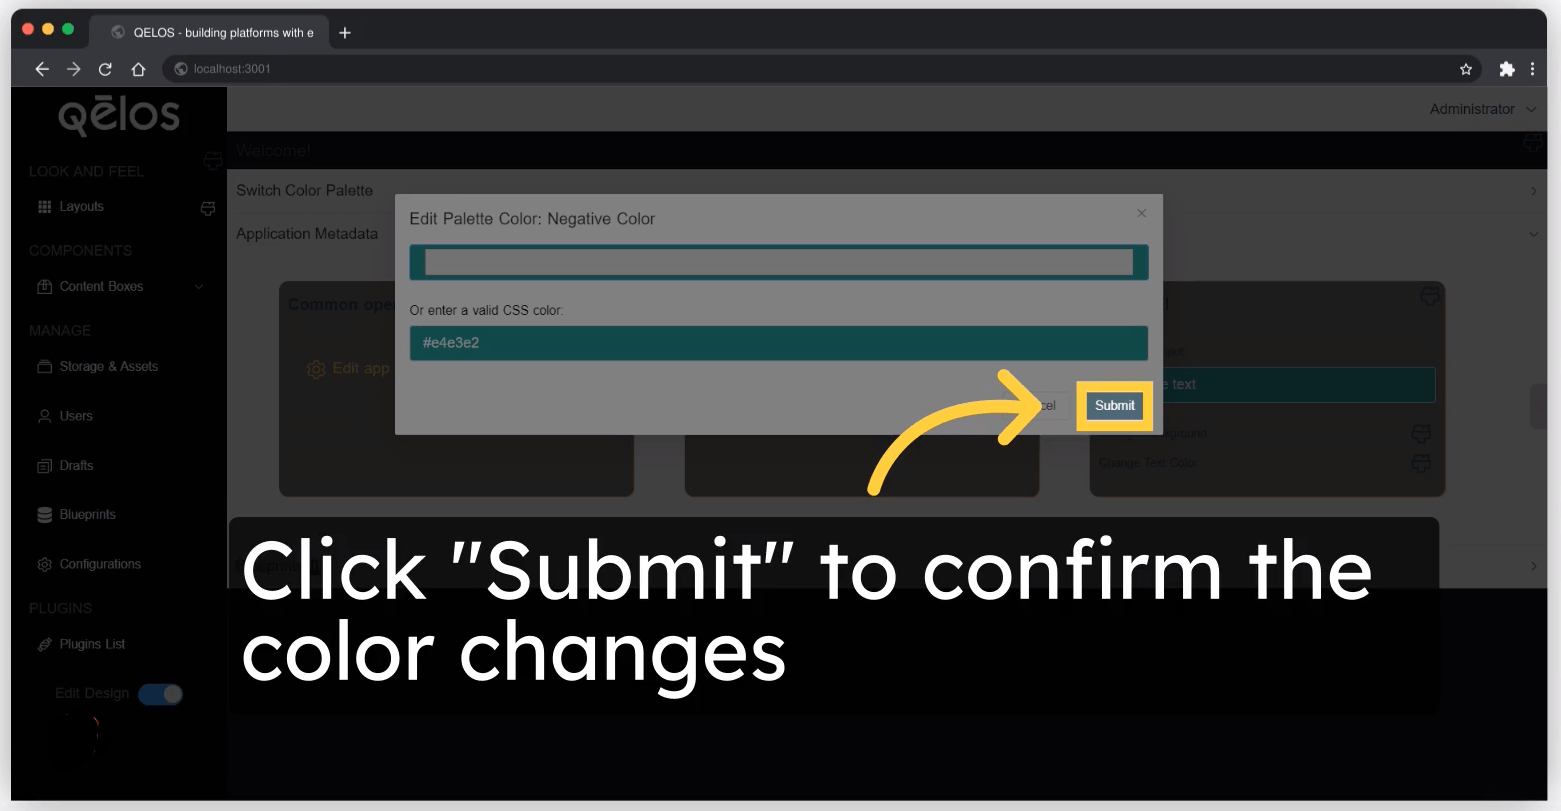 QELOS - building platforms with e
localhost:3001
qēlos
Administrator
Welcome!
LOOK AND FEEL
Switch Color Palette
Layouts
Edit Palette Color: Negative Color
Application Metadata
COMPONENTS
Content Boxes
Common ope
Or enter a valid CSS color:
MANAGE
#e4e3e2
Storage & Assets
Edit app
e text
Submit
Users
Change Text Color
Drafts
Blueprints
Click "Submit" to confirm the
color changes
Configurations
PLUGINS
Plugins List
Edit Design